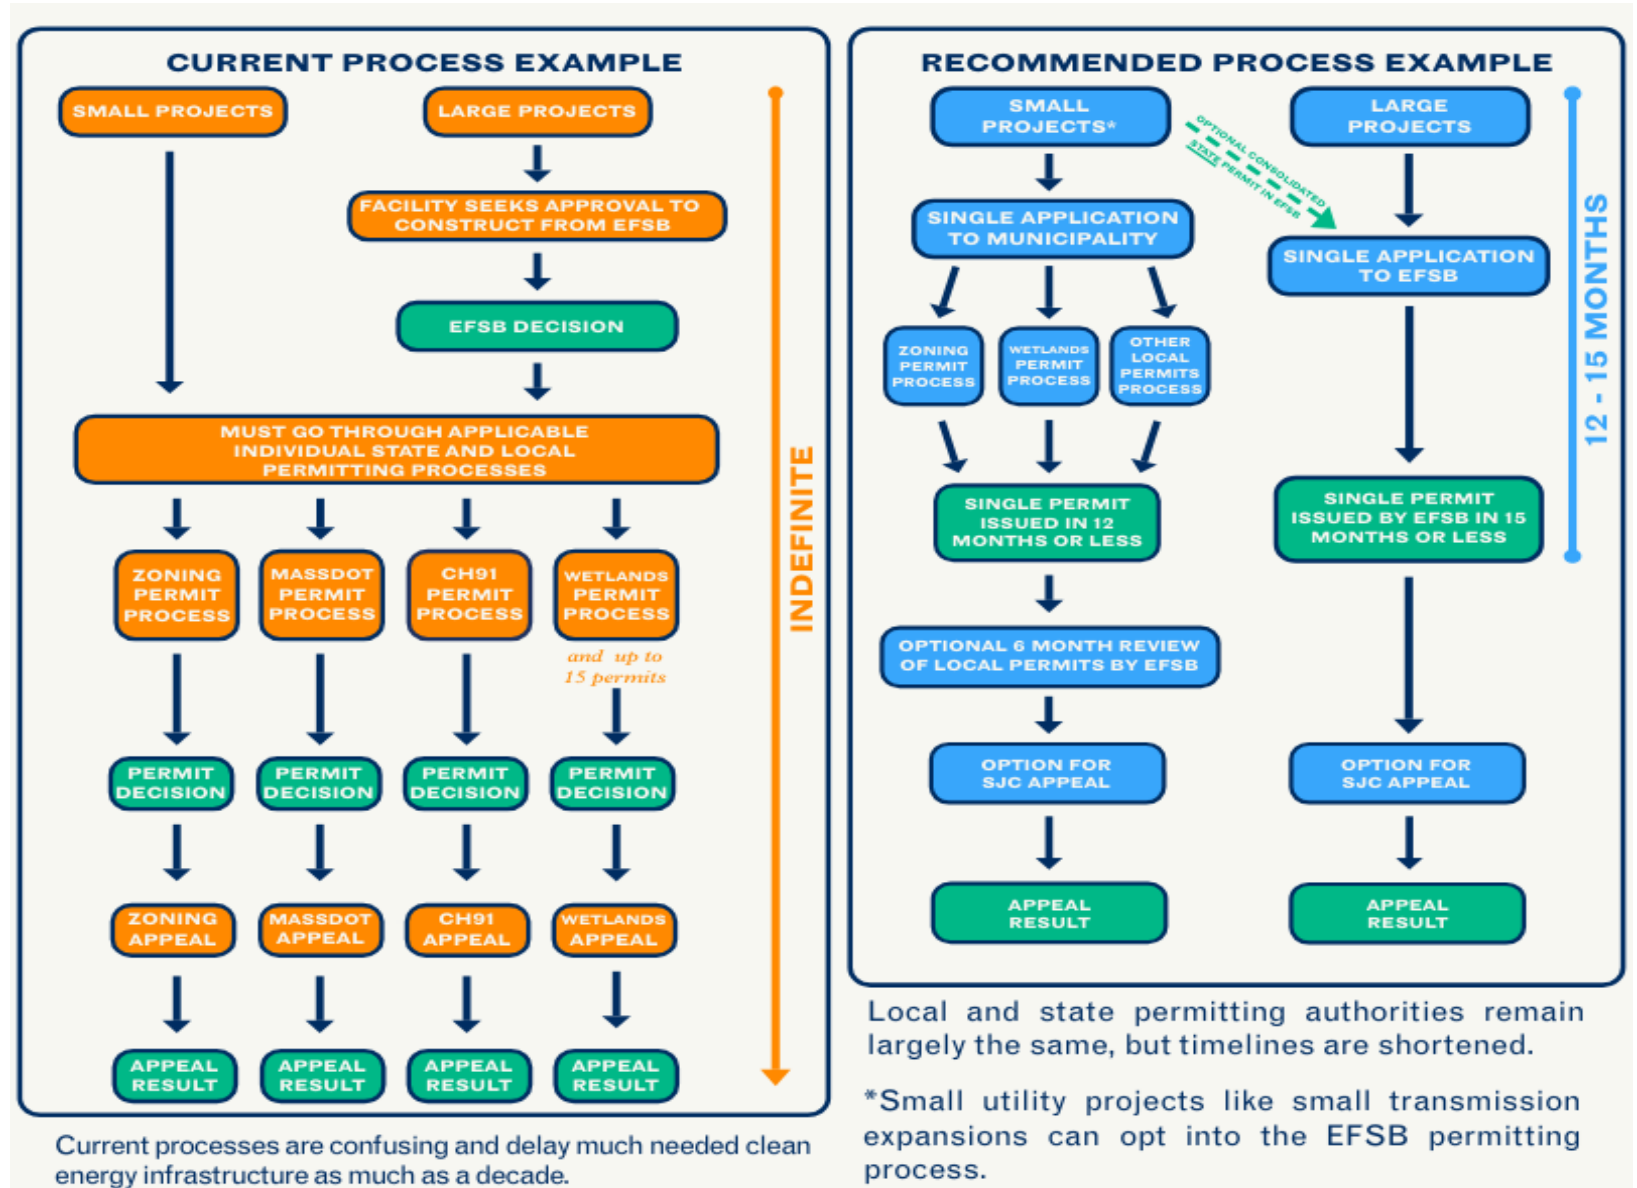 CURRENT PROCESS EXAMPLE
SMALL PROJECTS
LARGE PROJECTS
FACILITY SEEKS APPROVAL TO
CONSTRUCT FROM EFSB
EFSB DECISION
MUST GO THROUGH APPLICABLE
INDIVIDUAL STATE AND LOCAL
PERMITTING PROCESSES
ZONING
PERMIT
PROCESS
MASSDOT
PERMIT
PROCESS
CH91
PERMIT
PROCESS
WETLANDS
PERMIT
PROCESS
and up to
15 permits
PERMIT
DECISION
PERMIT
DECISION
PERMIT
DECISION
PERMIT
DECISION
ZONING
APPEAL
MASSDOT
APPEAL
CH91
APPEAL
WETLANDS
APPEAL
APPEAL
RESULT
APPEAL
RESULT
APPEAL
RESULT
APPEAL
RESULT
INDEFINITE
Current processes are confusing and delay much needed clean
energy infrastructure as much as a decade.
RECOMMENDED PROCESS EXAMPLE
SMALL
PROJECTS*
LARGE
PROJECTS
OPTIONAL CONSOLIDATED
STATE PERMIT IN EFSB
SINGLE APPLICATION
TO MUNICIPALITY
SINGLE APPLICATION
TO EFSB
ZONING
PERMIT
PROCESS
WETLANDS
PERMIT
PROCESS
OTHER
LOCAL
PERMITS
PROCESS
SINGLE PERMIT
ISSUED IN 12
MONTHS OR LESS
SINGLE PERMIT
ISSUED BY EFSB IN 15
MONTHS OR LESS
OPTIONAL 6 MONTH REVIEW
OF LOCAL PERMITS BY EFSB
OPTION FOR
SJC APPEAL
OPTION FOR
SJC APPEAL
APPEAL
RESULT
APPEAL
RESULT
12 - 15 MONTHS
Local and state permitting authorities remain
largely the same, but timelines are shortened.
*Small utility projects like small transmission
expansions can opt into the EFSB permitting
process.